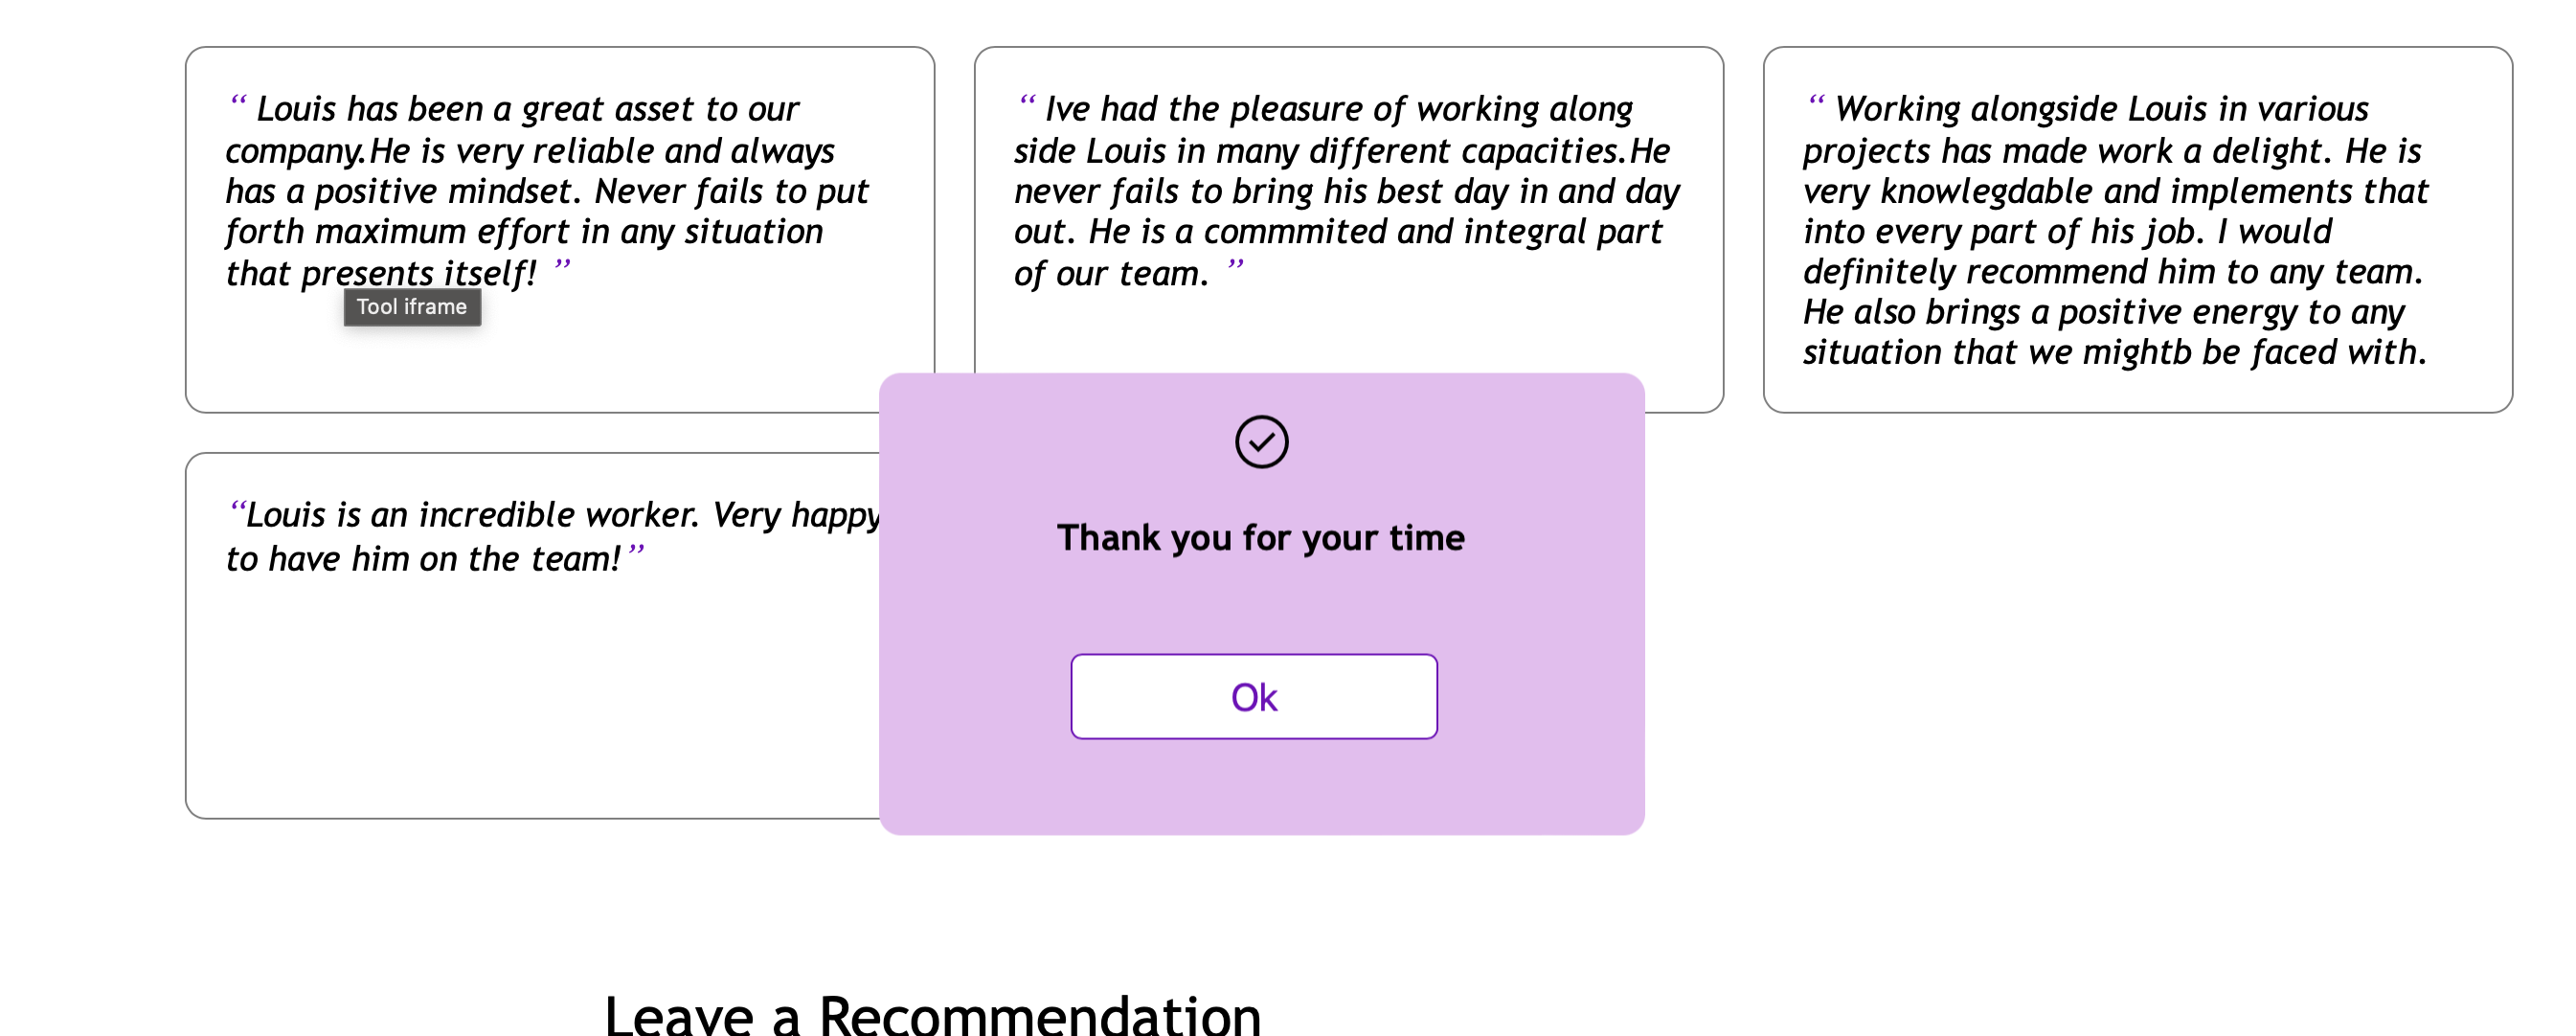 “ Louis has been a great asset to our
company.He is very reliable and always
has a positive mindset. Never fails to put
forth maximum effort in any situation
that presents itself! ”
Tool iframe
“ Ive had the pleasure of working along
side Louis in many different capacities.He
never fails to bring his best day in and day
out. He is a commmited and integral part
of our team. ”
“ Working alongside Louis in various
projects has made work a delight. He is
very knowlegdable and implements that
into every part of his job. I would
definitely recommend him to any team.
He also brings a positive energy to any
situation that we mightb be faced with.
“Louis is an incredible worker. Very happy
to have him on the team!”
Thank you for your time
Ok
Leave a Recommendation